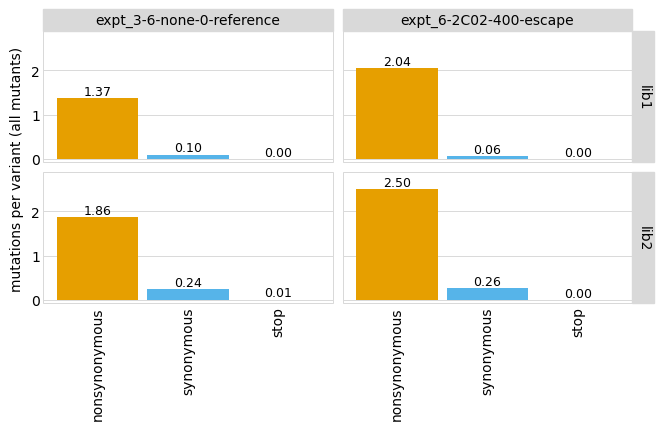 expt_3-6-none-0-reference
expt_6-2C02-400-escape
mutations per variant (all mutants)
2
1
0
1.37
0.10
0.00
2.04
0.06
0.00
lib1
2
1
0
1.86
0.24
0.01
2.50
0.26
0.00
lib2
nonsynonymous
synonymous
stop
nonsynonymous
synonymous
stop